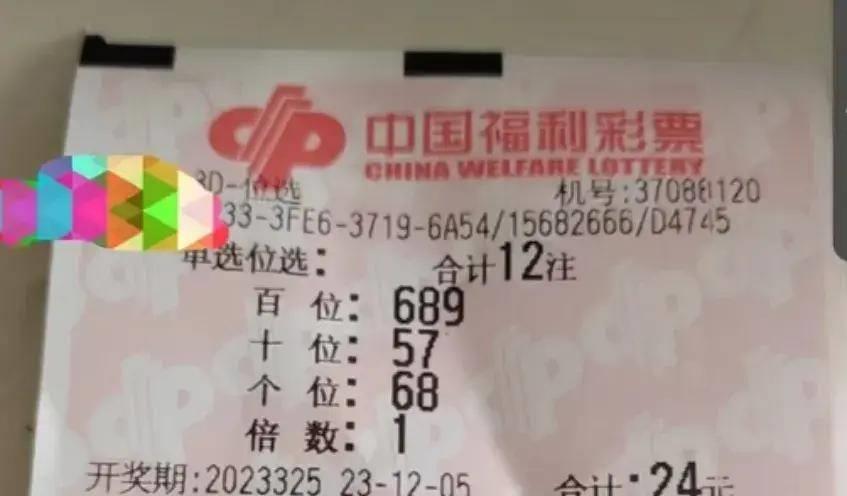 中国福利彩票
CHINA WELFARE LOTTERY
3D-位选 机号:37088120
33-3FE6-3719-6A54/15682666/D4745
单选位选: 合计12注
百位: 689
十位: 57
个位: 68
倍数: 1
开奖期:2023325 23-12-05 合计:24元